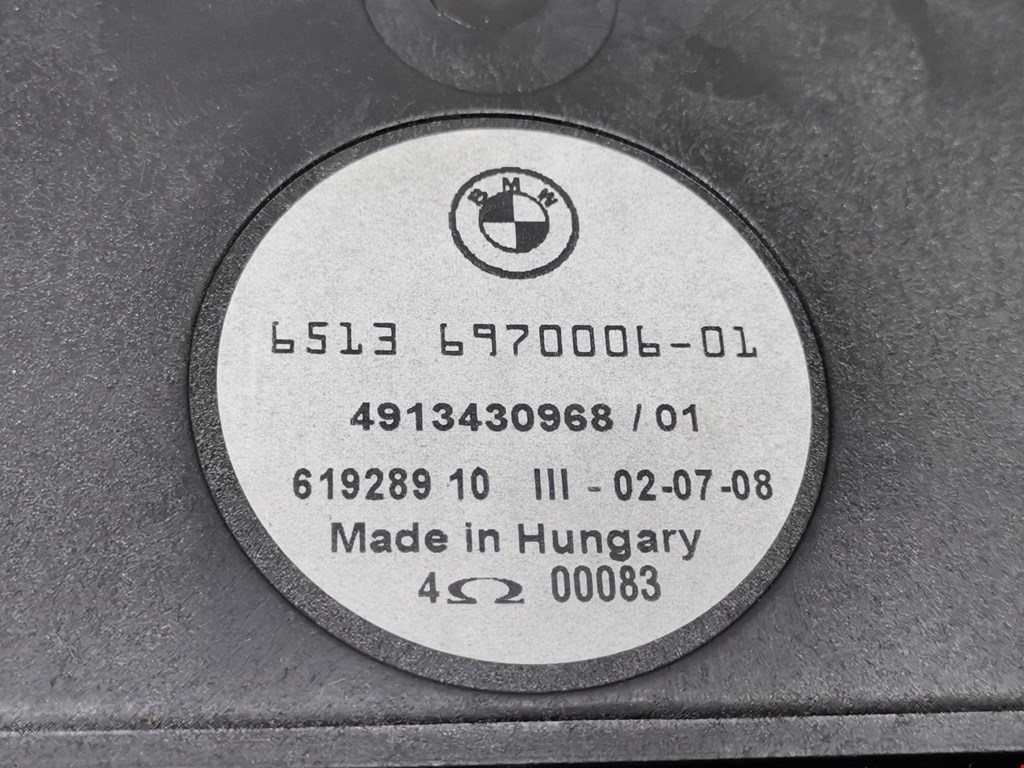 BMW
6513 6970006-01
4913430968 / 01
619289 10 III - 02-07-08
Made in Hungary
4Ω 00083